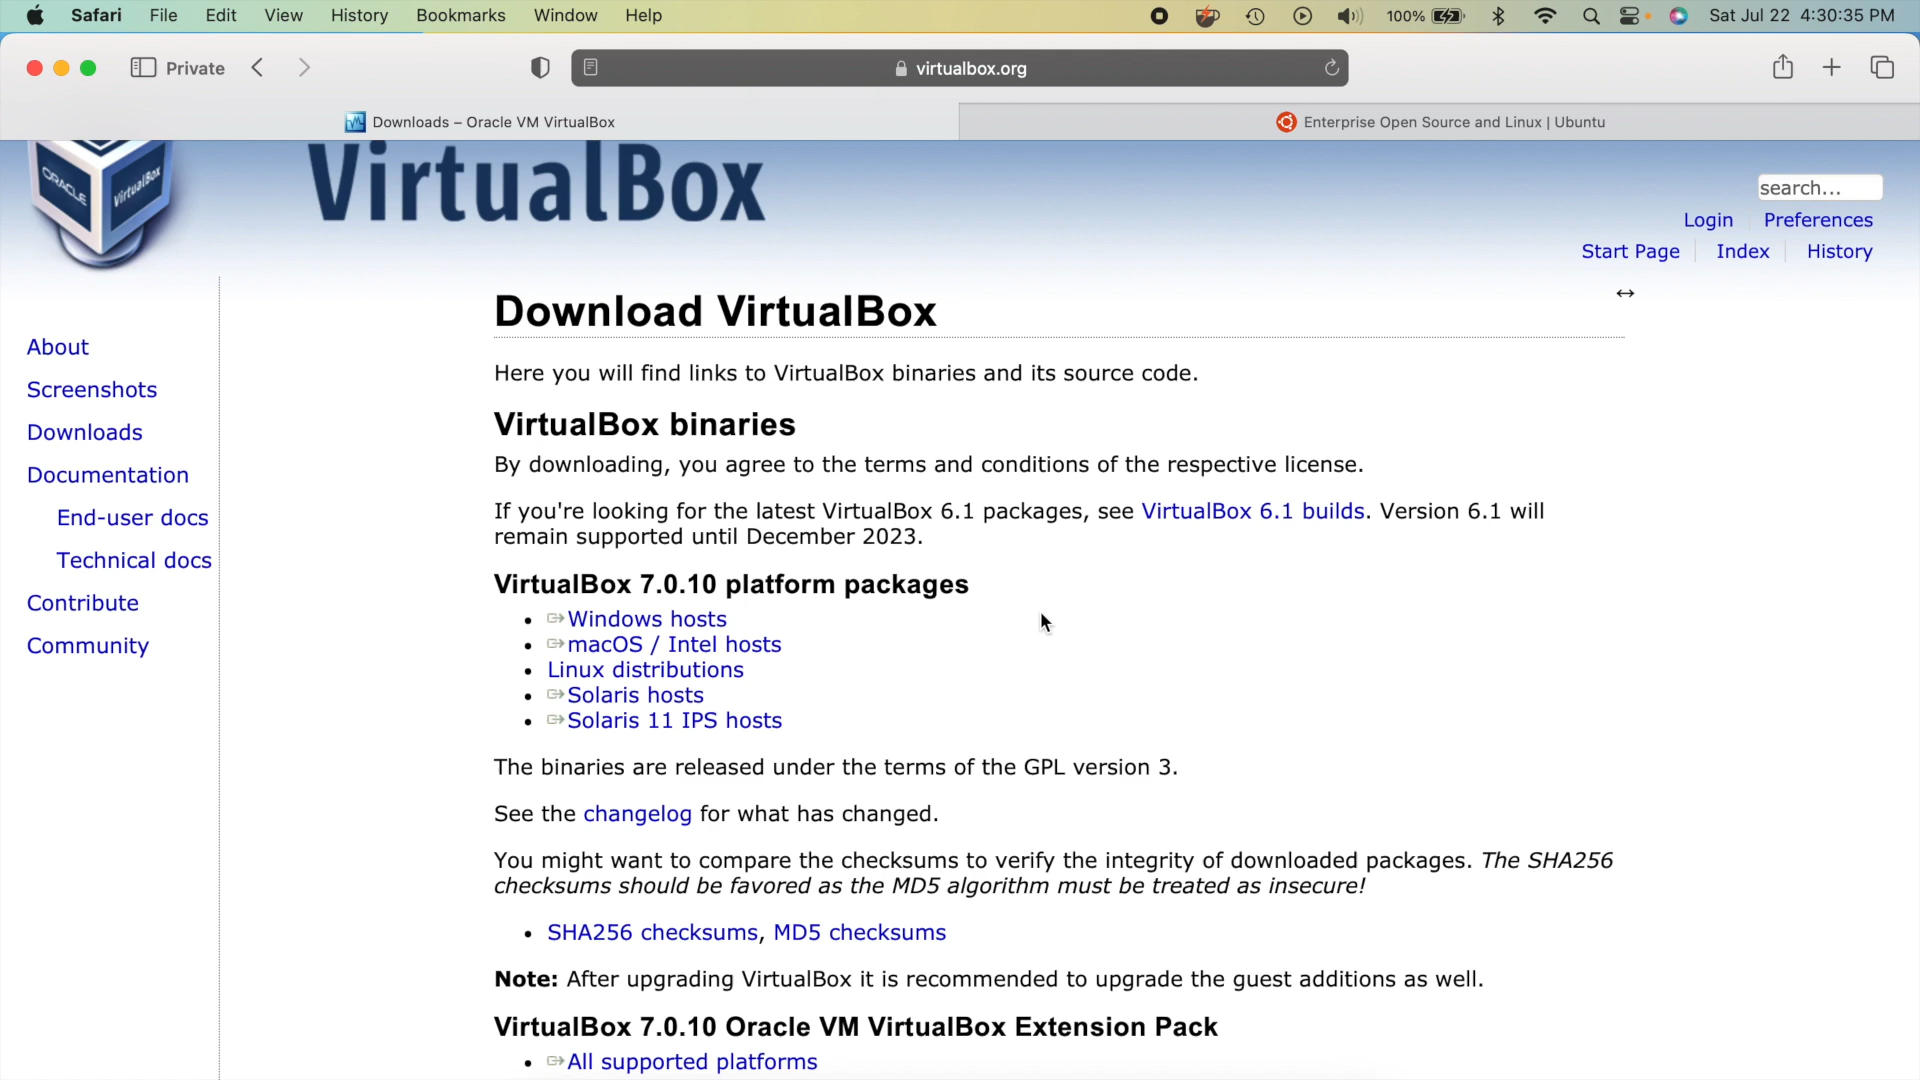 Safari File Edit View History Bookmarks Window Help 100% Sat Jul 22 4:30:35 PM
Private virtualbox.org
Downloads – Oracle VM VirtualBox Enterprise Open Source and Linux | Ubuntu
ORACLE VirtualBox
VirtualBox
search...
Login Preferences
Start Page Index History
About
Screenshots
Downloads
Documentation
End-user docs
Technical docs
Contribute
Community
Download VirtualBox
Here you will find links to VirtualBox binaries and its source code.
VirtualBox binaries
By downloading, you agree to the terms and conditions of the respective license.
If you're looking for the latest VirtualBox 6.1 packages, see VirtualBox 6.1 builds. Version 6.1 will
remain supported until December 2023.
VirtualBox 7.0.10 platform packages
• Windows hosts
• macOS / Intel hosts
• Linux distributions
• Solaris hosts
• Solaris 11 IPS hosts
The binaries are released under the terms of the GPL version 3.
See the changelog for what has changed.
You might want to compare the checksums to verify the integrity of downloaded packages. The SHA256
checksums should be favored as the MD5 algorithm must be treated as insecure!
• SHA256 checksums, MD5 checksums
Note: After upgrading VirtualBox it is recommended to upgrade the guest additions as well.
VirtualBox 7.0.10 Oracle VM VirtualBox Extension Pack
• All supported platforms